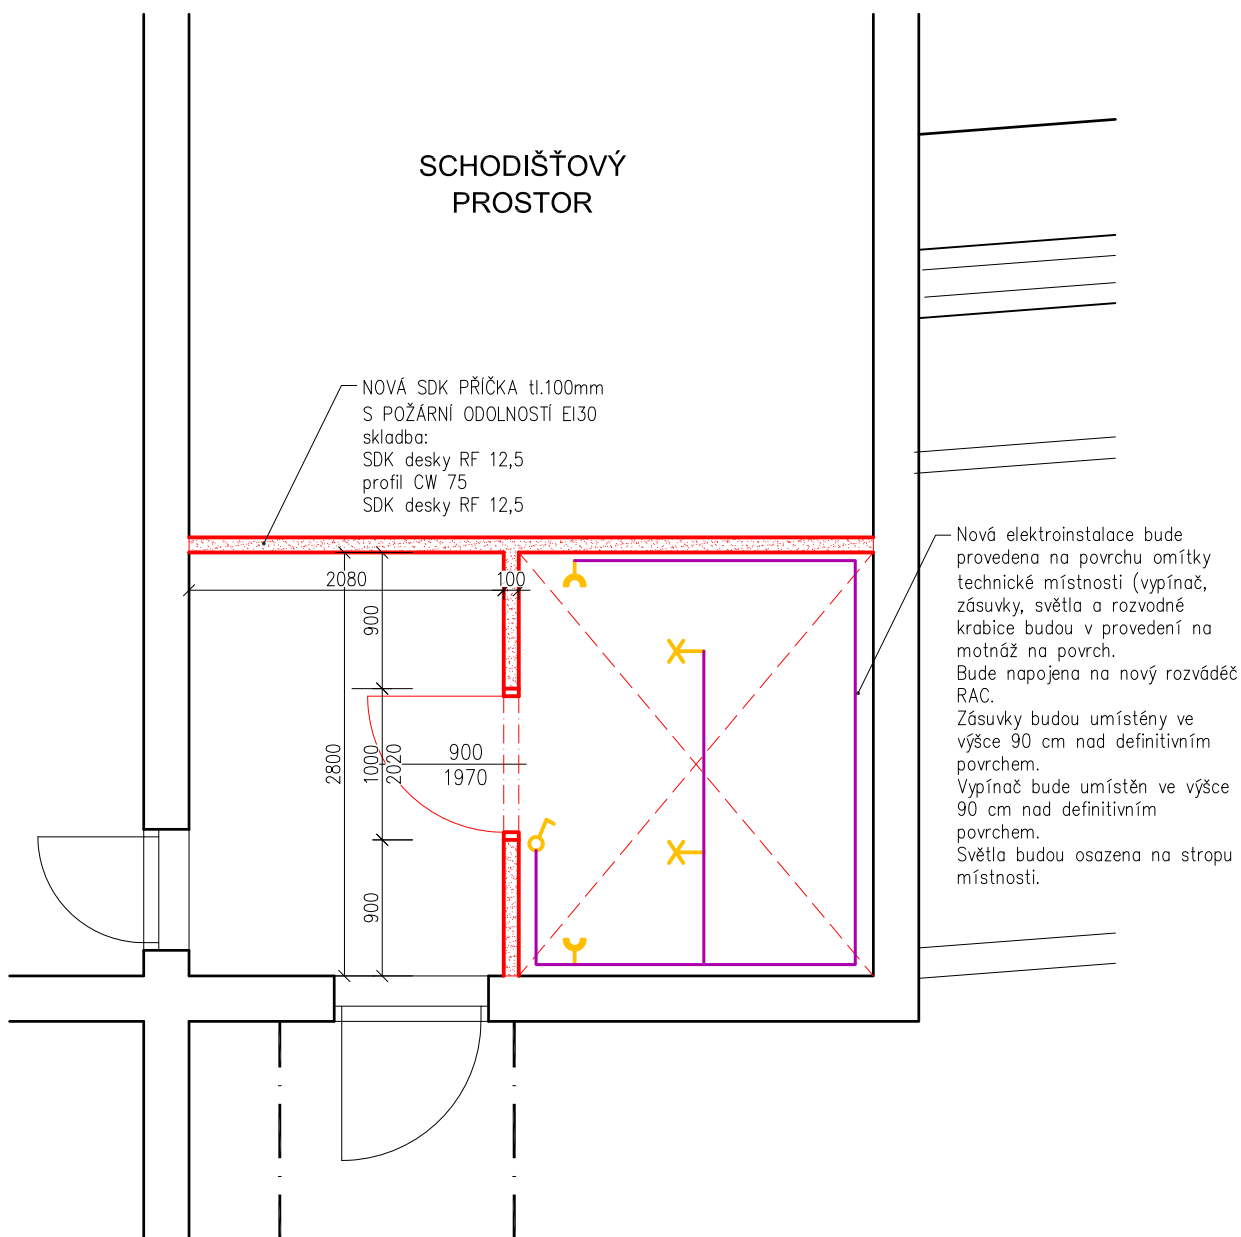 SCHODIŠŤOVÝ
PROSTOR
NOVÁ SDK PŘÍČKA tl.100mm
S POŽÁRNÍ ODOLNOSTÍ EI30
skladba:
SDK desky RF 12,5
profil CW 75
SDK desky RF 12,5
Nová elektroinstalace bude
provedena na povrchu omítky
technické místnosti (vypínač,
zásuvky, světla a rozvodné
krabice budou v provedení na
motnáž na povrch.
Bude napojena na nový rozváděč
RAC.
Zásuvky budou umístěny ve
výšce 90 cm nad definitivním
povrchem.
Vypínač bude umístěn ve výšce
90 cm nad definitivním
povrchem.
Světla budou osazena na stropu
místnosti.
2080
100
900
2800
1000
2020
900
1970
900